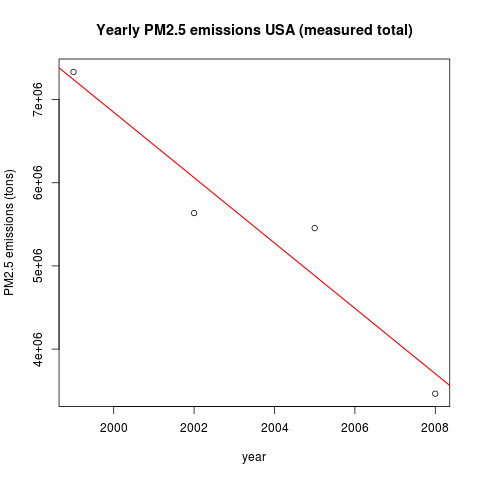 Yearly PM2.5 emissions USA (measured total)
PM2.5 emissions (tons)
7e+06
6e+06
5e+06
4e+06
2000 2002 2004 2006 2008
year